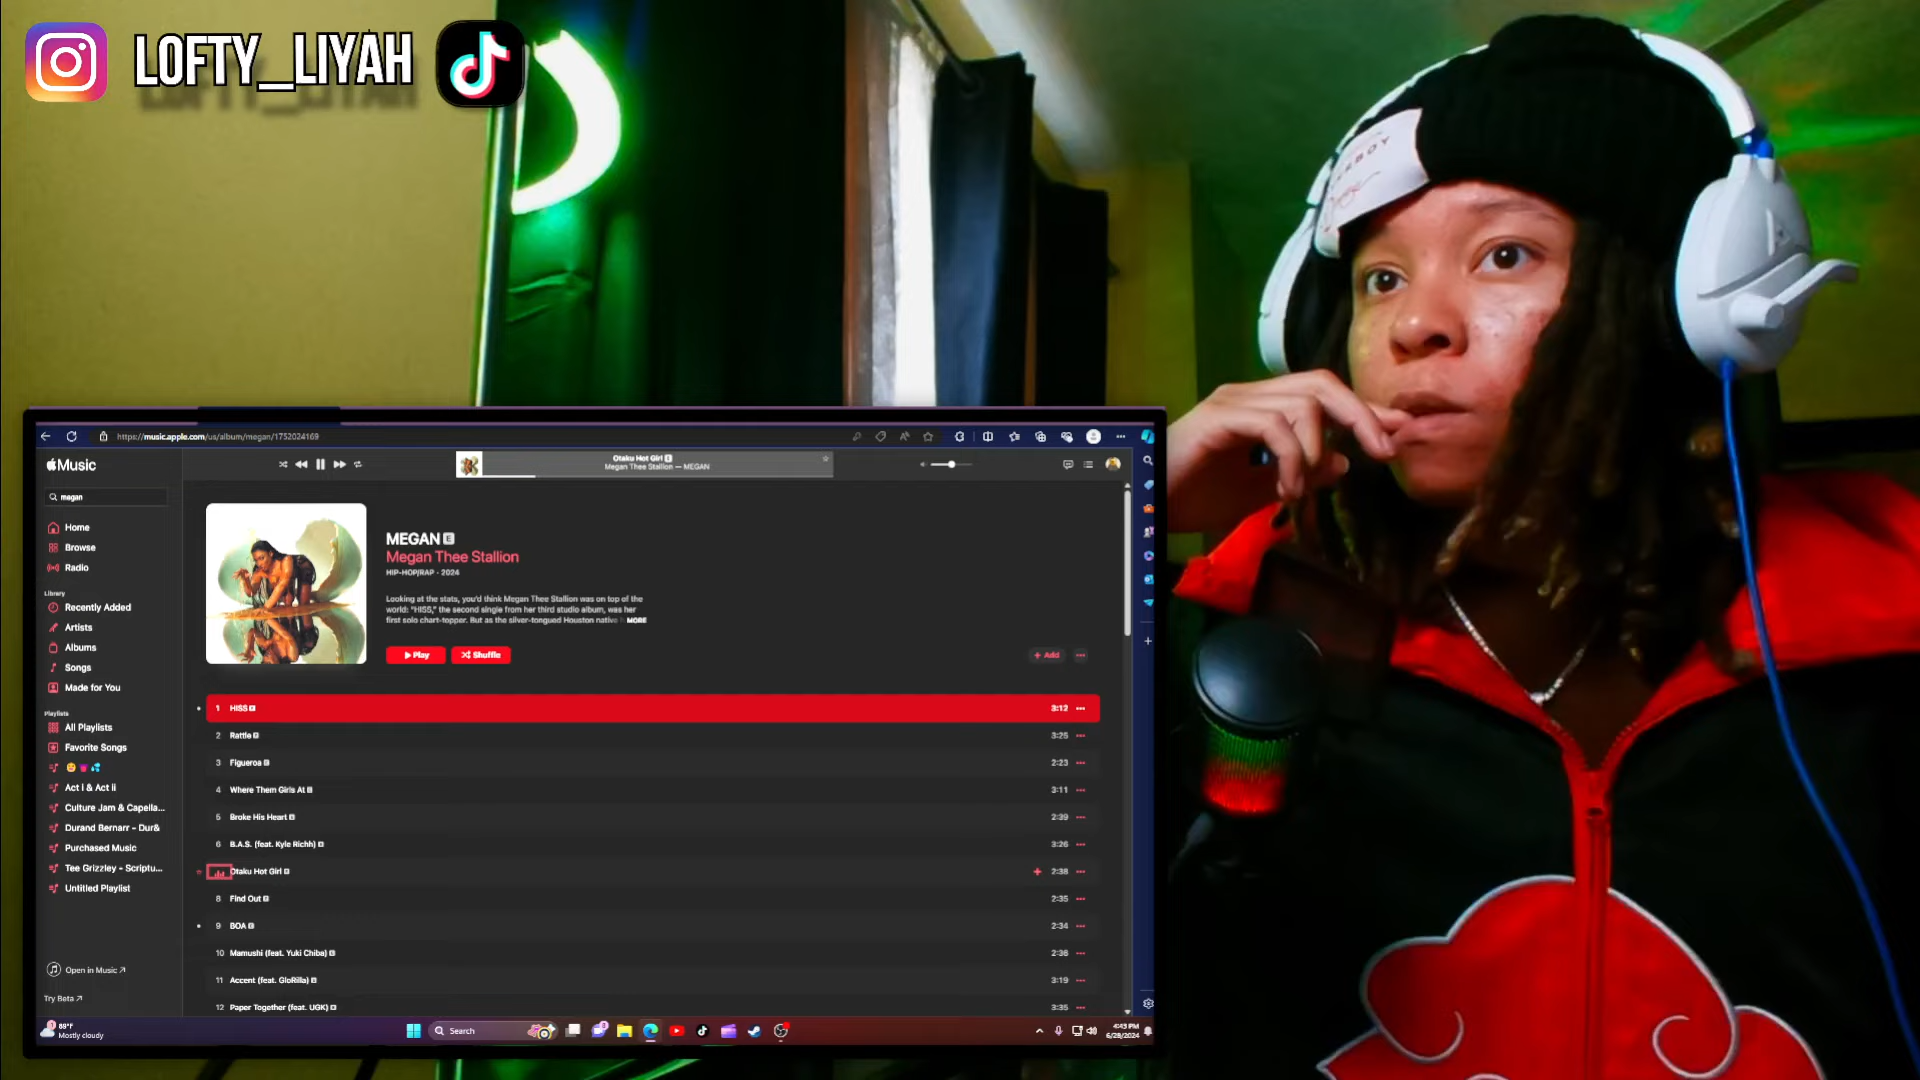 LOFTY_LIYAH
https://music.apple.com/us/album/megan/1752024169
Music
Otaku Hot Girl E
Megan Thee Stallion — MEGAN
megan
Home
Browse
Radio
Library
Recently Added
Artists
Albums
Songs
Made for You
Playlists
All Playlists
Favorite Songs
Act i & Act ii
Culture Jam & Capella...
Durand Bernarr - Dur&
Purchased Music
Tee Grizzley - Scriptu...
Untitled Playlist
Open in Music ↗
Try Beta ↗
MEGAN E
Megan Thee Stallion
HIP-HOP/RAP · 2024
Looking at the stats, you'd think Megan Thee Stallion was on top of the
world: "HISS," the second single from her third studio album, was her
first solo chart-topper. But as the silver-tongued Houston native MORE
Play
Shuffle
+ Add
1 HISS E 3:12
2 Rattle E 3:25
3 Figueroa E 2:23
4 Where Them Girls At E 3:11
5 Broke His Heart E 2:39
6 B.A.S. (feat. Kyle Richh) E 3:26
Otaku Hot Girl E 2:38
8 Find Out E 2:35
9 BOA E 2:34
10 Mamushi (feat. Yuki Chiba) E 2:36
11 Accent (feat. GloRilla) E 3:19
12 Paper Together (feat. UGK) E 3:35
89°F
Mostly cloudy
Search
4:43 PM
6/28/2024